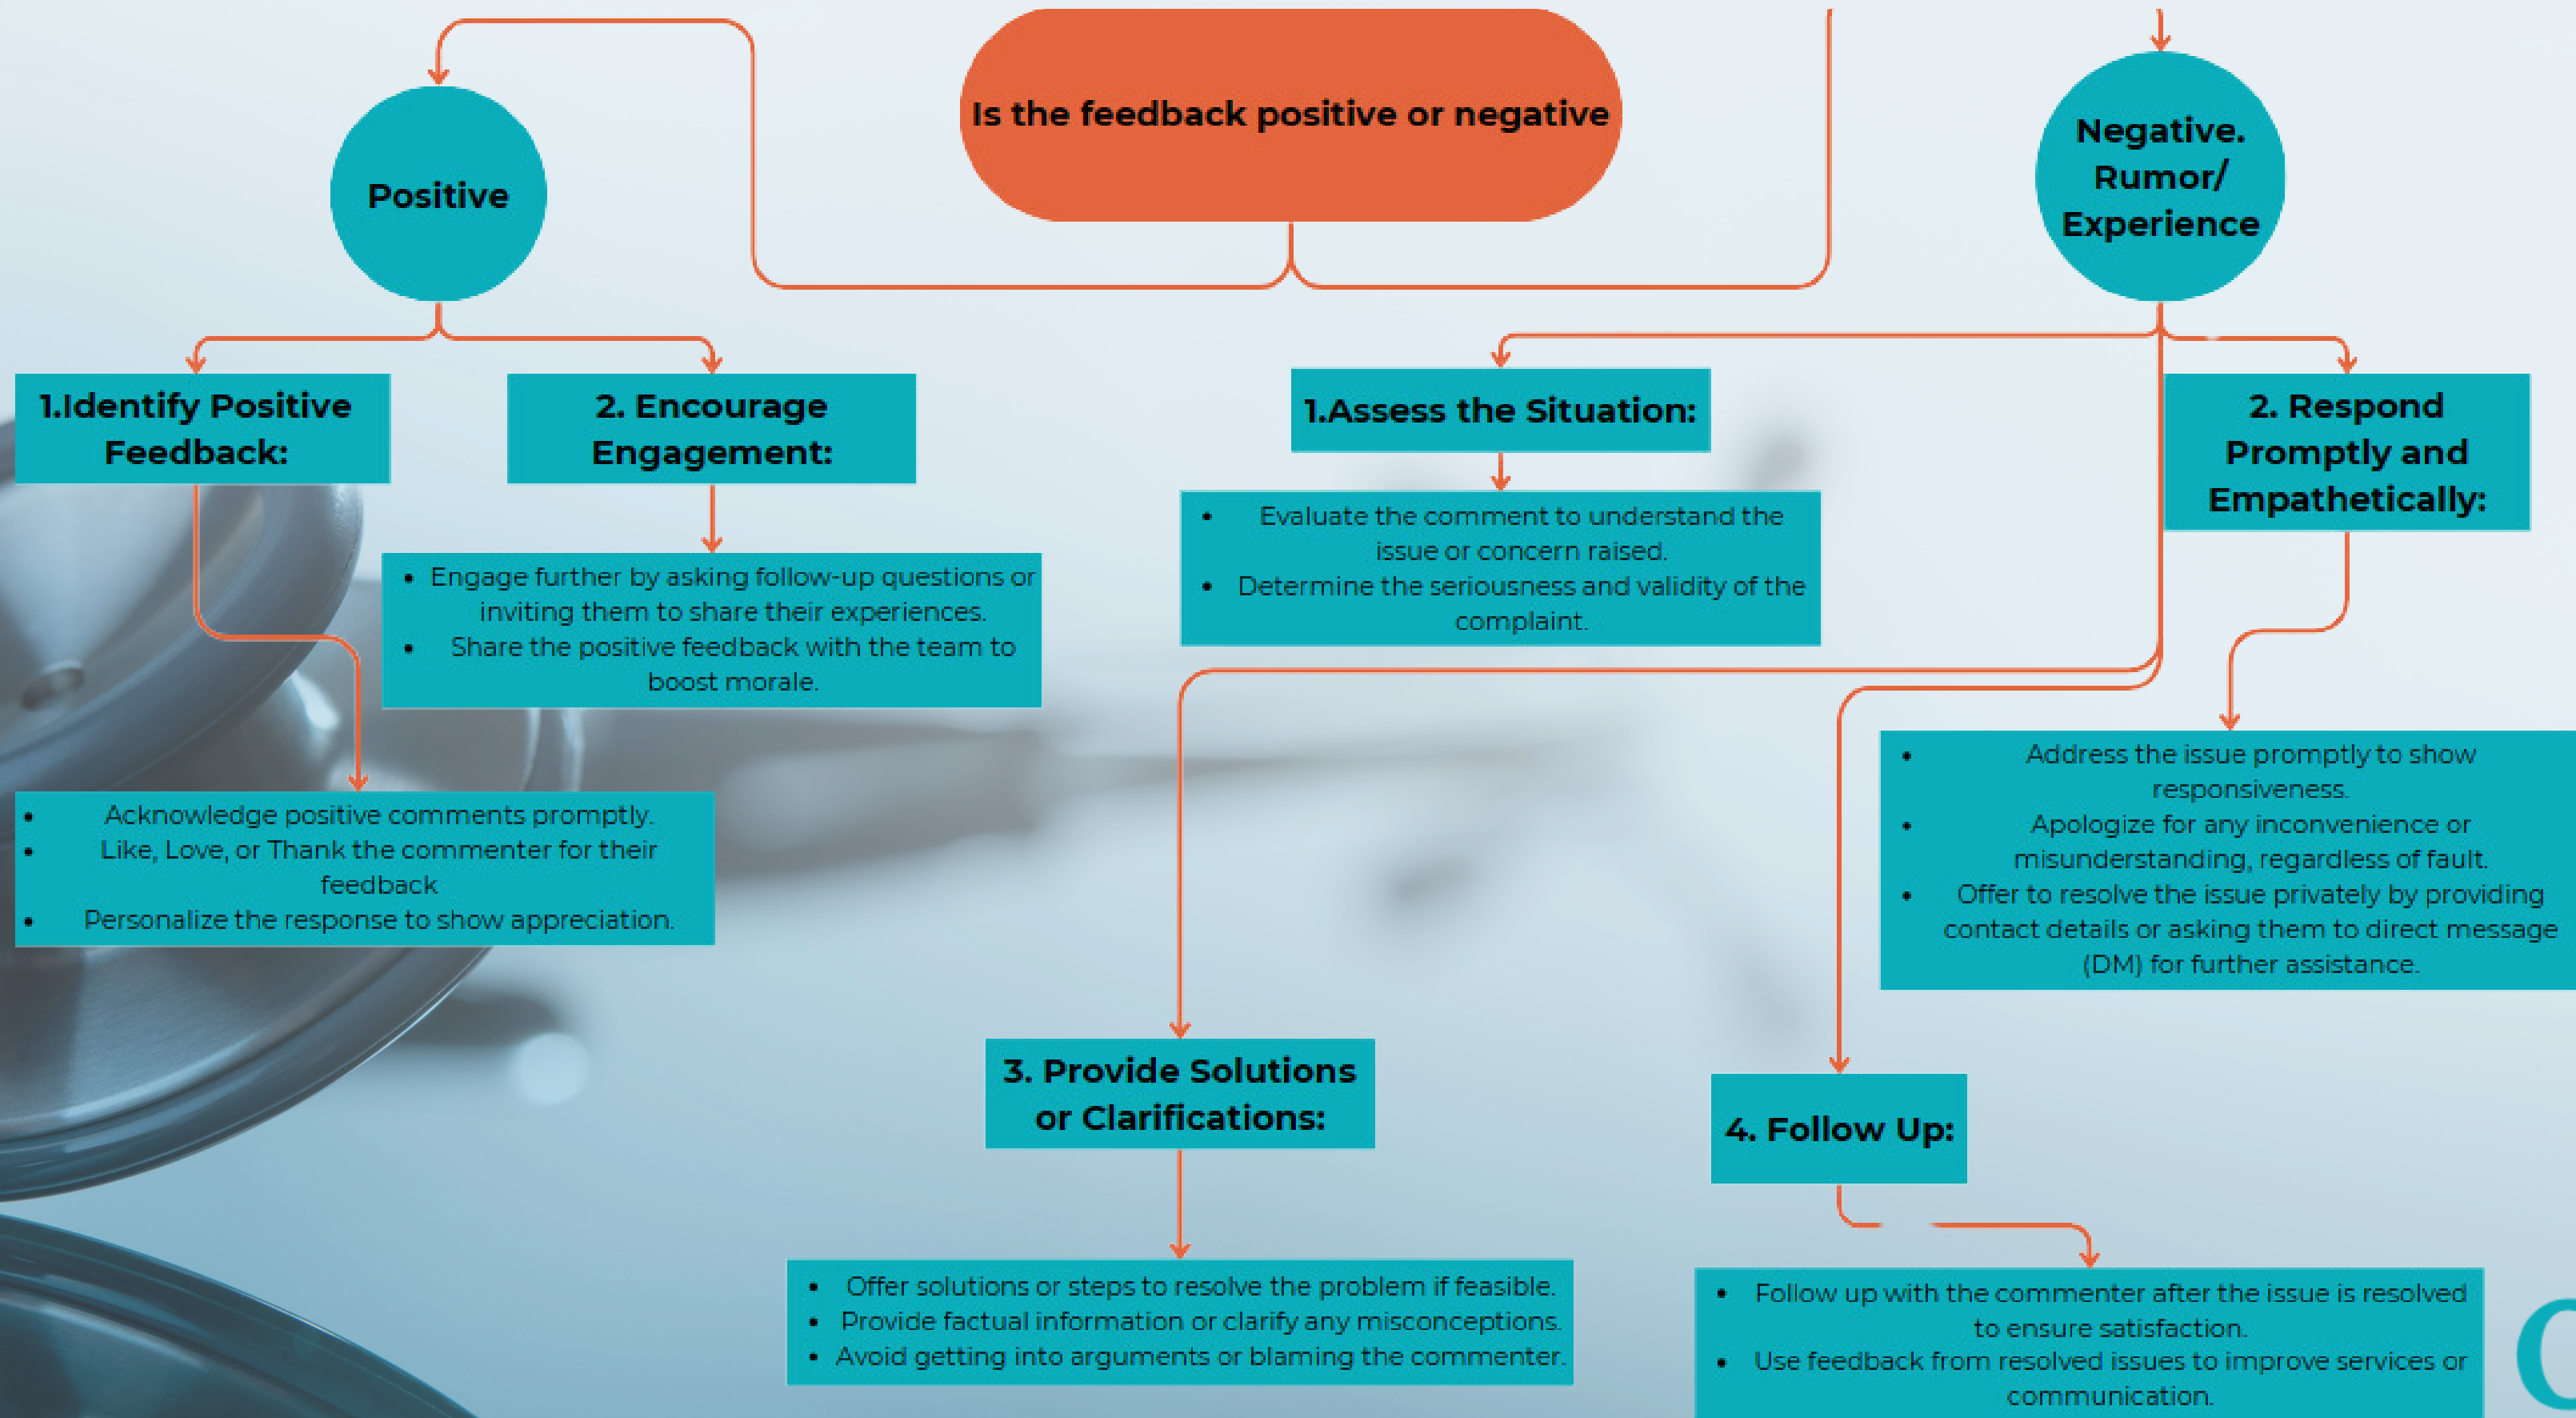 Is the feedback positive or negative
Positive
Negative.
Rumor/
Experience
1.Identify Positive
Feedback:
2. Encourage
Engagement:
1.Assess the Situation:
2. Respond
Promptly and
Empathetically:
• Evaluate the comment to understand the
issue or concern raised.
• Determine the seriousness and validity of the
complaint.
• Engage further by asking follow-up questions or
inviting them to share their experiences.
• Share the positive feedback with the team to
boost morale.
• Acknowledge positive comments promptly.
• Like, Love, or Thank the commenter for their
feedback
• Personalize the response to show appreciation.
• Address the issue promptly to show
responsiveness.
• Apologize for any inconvenience or
misunderstanding, regardless of fault.
• Offer to resolve the issue privately by providing
contact details or asking them to direct message
(DM) for further assistance.
3. Provide Solutions
or Clarifications:
4. Follow Up:
• Offer solutions or steps to resolve the problem if feasible.
• Provide factual information or clarify any misconceptions.
• Avoid getting into arguments or blaming the commenter.
• Follow up with the commenter after the issue is resolved
to ensure satisfaction.
• Use feedback from resolved issues to improve services or
communication.